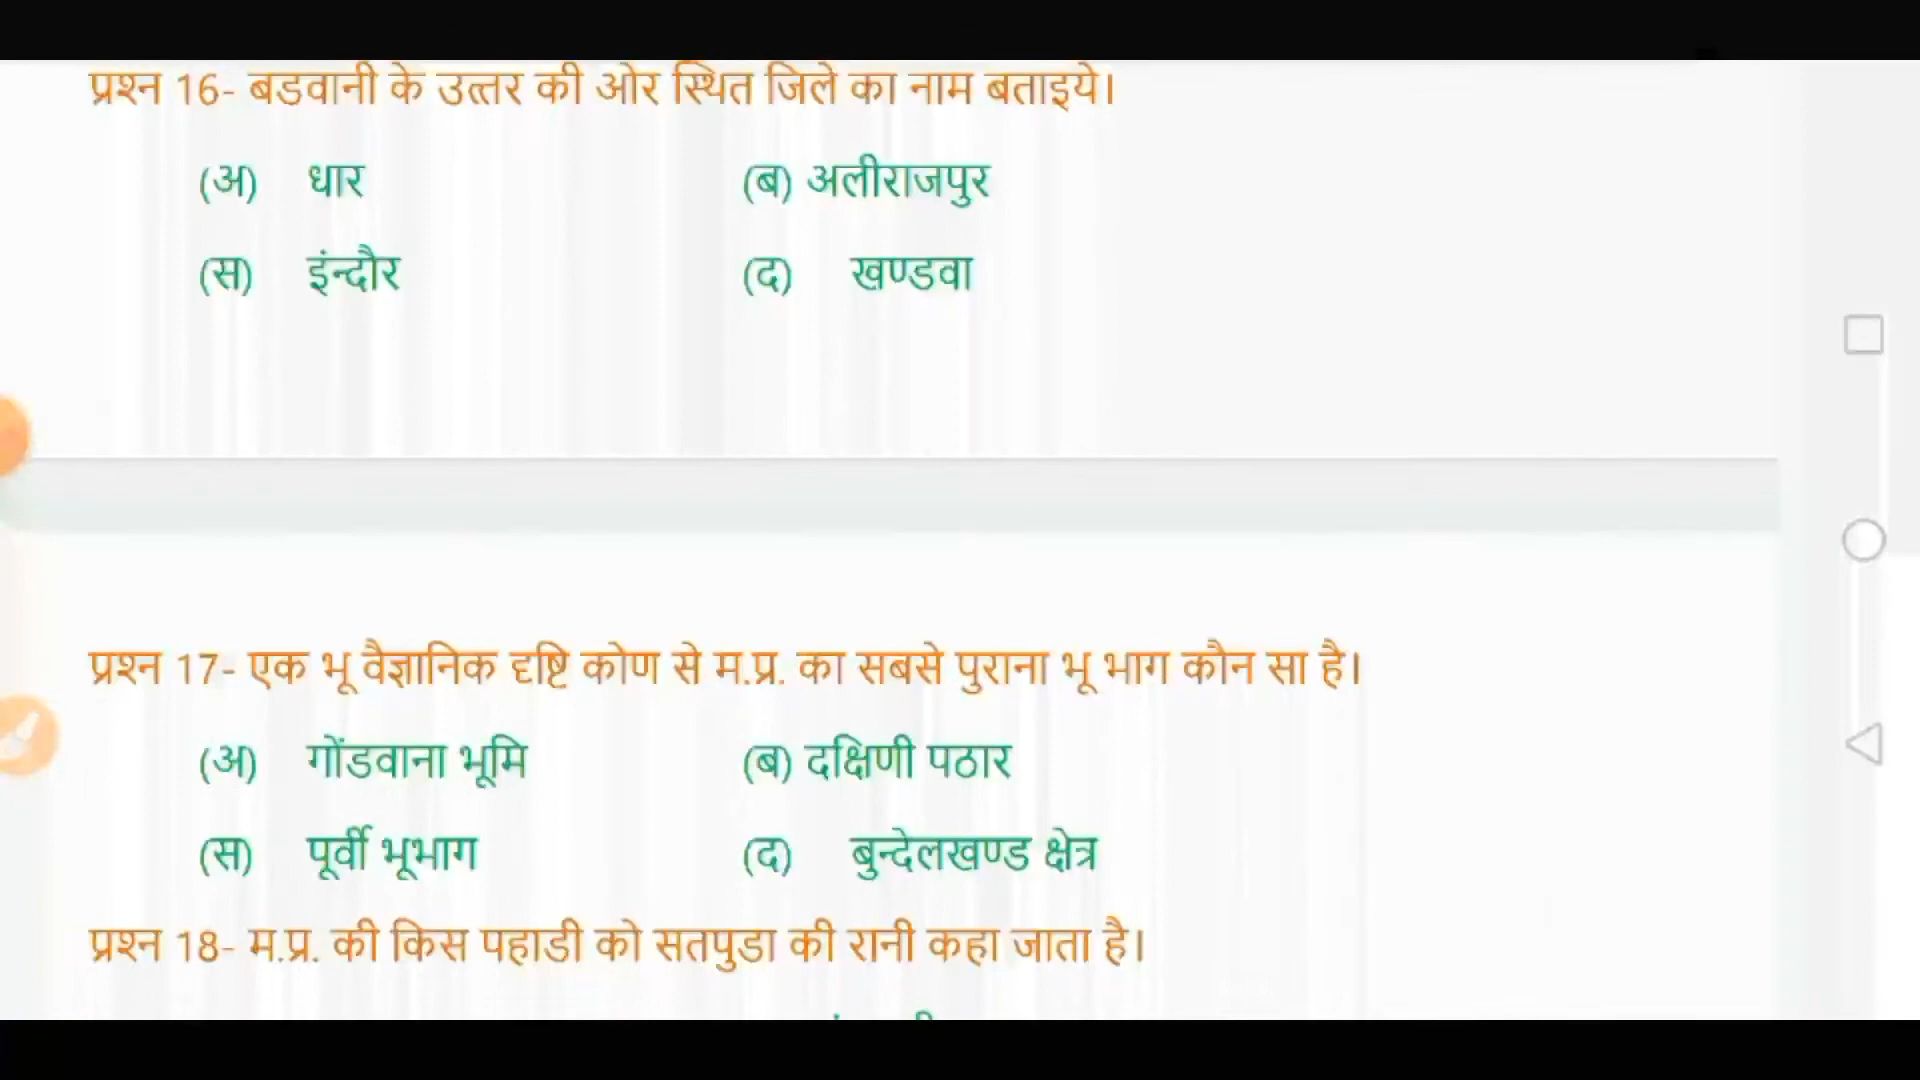 प्रश्न 16- बडवानी के उत्तर की ओर स्थित जिले का नाम बताइये।
(अ) धार (ब) अलीराजपुर
(स) इंन्दौर (द) खण्डवा
प्रश्न 17- एक भू वैज्ञानिक दृष्टि कोण से म.प्र. का सबसे पुराना भू भाग कौन सा है।
(अ) गोंडवाना भूमि (ब) दक्षिणी पठार
(स) पूर्वी भूभाग (द) बुन्देलखण्ड क्षेत्र
प्रश्न 18- म.प्र. की किस पहाडी को सतपुडा की रानी कहा जाता है।